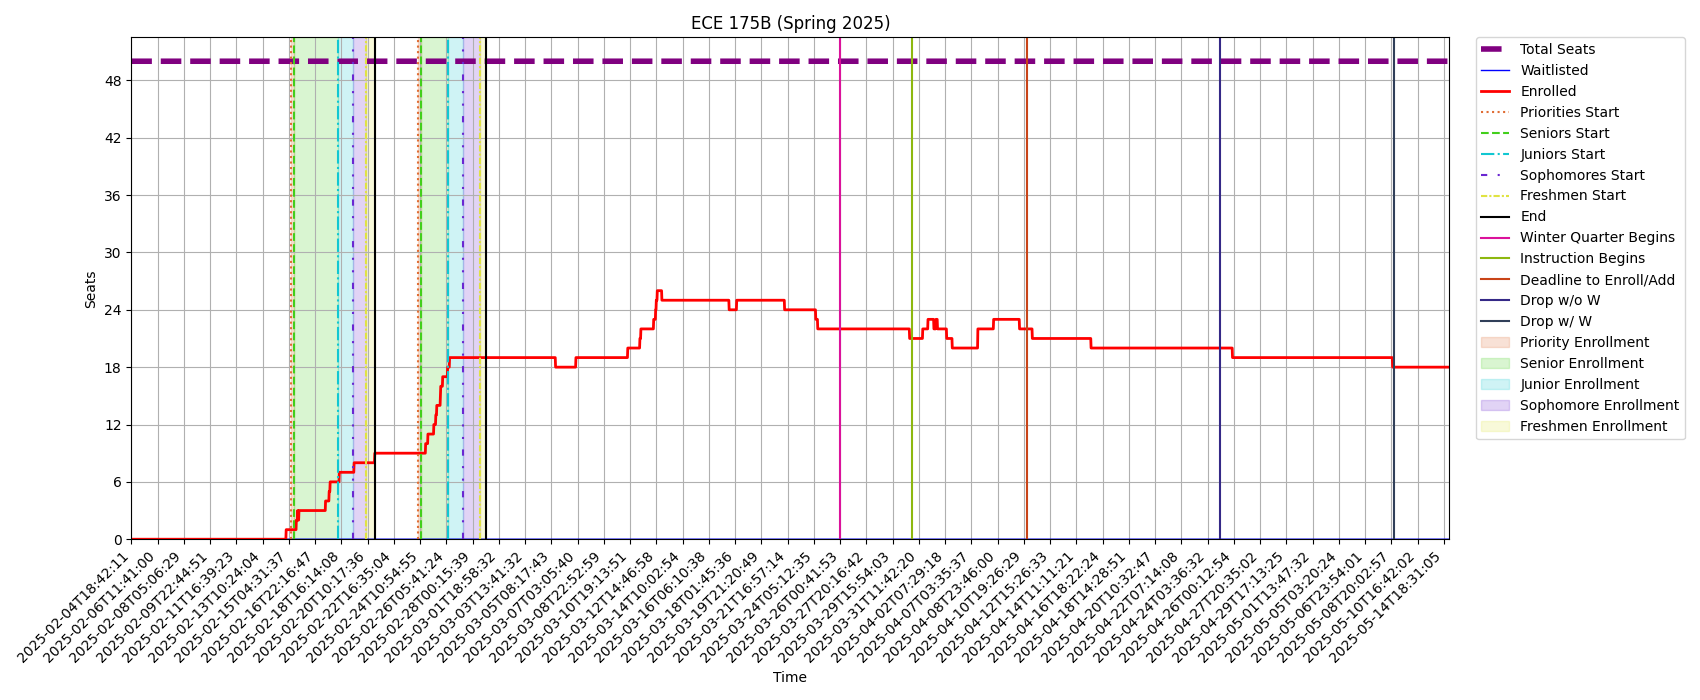 ECE 175B (Spring 2025)
Seats
48
42
36
30
24
18
12
6
0
2025-02-04T18:42:11
2025-02-06T11:41:00
2025-02-08T05:06:29
2025-02-09T22:44:51
2025-02-11T16:39:23
2025-02-13T10:24:04
2025-02-15T04:31:37
2025-02-16T22:16:47
2025-02-18T16:14:08
2025-02-20T10:17:36
2025-02-22T16:35:04
2025-02-24T10:54:55
2025-02-26T05:41:24
2025-02-28T00:15:39
2025-03-01T18:58:32
2025-03-03T13:41:32
2025-03-05T08:17:43
2025-03-07T03:05:40
2025-03-08T22:52:59
2025-03-10T19:13:51
2025-03-12T14:46:58
2025-03-14T10:02:54
2025-03-16T06:10:38
2025-03-18T01:45:36
2025-03-19T21:20:49
2025-03-21T16:57:14
2025-03-24T05:12:35
2025-03-26T00:41:53
2025-03-27T20:16:42
2025-03-29T15:54:03
2025-03-31T11:42:20
2025-04-02T07:29:18
2025-04-07T03:35:37
2025-04-08T23:46:00
2025-04-10T19:26:29
2025-04-12T15:26:33
2025-04-14T11:11:21
2025-04-16T18:22:24
2025-04-18T14:28:51
2025-04-20T10:32:47
2025-04-22T07:14:08
2025-04-24T03:36:32
2025-04-26T00:12:54
2025-04-27T20:35:02
2025-04-29T17:13:25
2025-05-01T13:47:32
2025-05-05T03:20:24
2025-05-06T23:54:01
2025-05-08T20:02:57
2025-05-10T16:42:02
2025-05-14T18:31:05
Time
Total Seats
Waitlisted
Enrolled
Priorities Start
Seniors Start
Juniors Start
Sophomores Start
Freshmen Start
End
Winter Quarter Begins
Instruction Begins
Deadline to Enroll/Add
Drop w/o W
Drop w/ W
Priority Enrollment
Senior Enrollment
Junior Enrollment
Sophomore Enrollment
Freshmen Enrollment